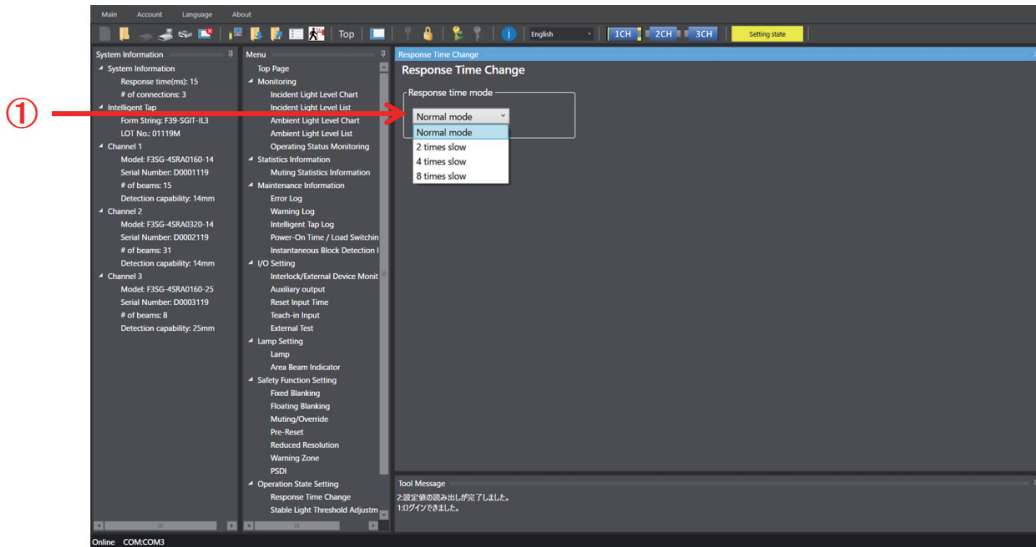 Main Account Language About
Top English 1CH 2CH 3CH Setting state
System Information
System Information
Response time(ms): 15
# of connections: 3
Intelligent Tap
Form String: F39-SGIT-IL3
LOT No.: 01119M
Channel 1
Model: F3SG-4SRA0160-14
Serial Number: D0001119
# of beams: 15
Detection capability: 14mm
Channel 2
Model: F3SG-4SRA0320-14
Serial Number: D0002119
# of beams: 31
Detection capability: 14mm
Channel 3
Model: F3SG-4SRA0160-25
Serial Number: D0003119
# of beams: 8
Detection capability: 25mm
Menu
Top Page
Monitoring
Incident Light Level Chart
Incident Light Level List
Ambient Light Level Chart
Ambient Light Level List
Operating Status Monitoring
Statistics Information
Muting Statistics Information
Maintenance Information
Error Log
Warning Log
Intelligent Tap Log
Power-On Time / Load Switchin
Instantaneous Block Detection I
I/O Setting
Interlock/External Device Monit
Auxiliary output
Reset Input Time
Teach-in Input
External Test
Lamp Setting
Lamp
Area Beam Indicator
Safety Function Setting
Fixed Blanking
Floating Blanking
Muting/Override
Pre-Reset
Reduced Resolution
Warning Zone
PSDI
Operation State Setting
Response Time Change
Stable Light Threshold Adjustm
Response Time Change
Response Time Change
Response time mode
①
Normal mode
Normal mode
2 times slow
4 times slow
8 times slow
Tool Message
2:設定値の読み出しが完了しました。
1:ログインできました。
Online COM:COM3